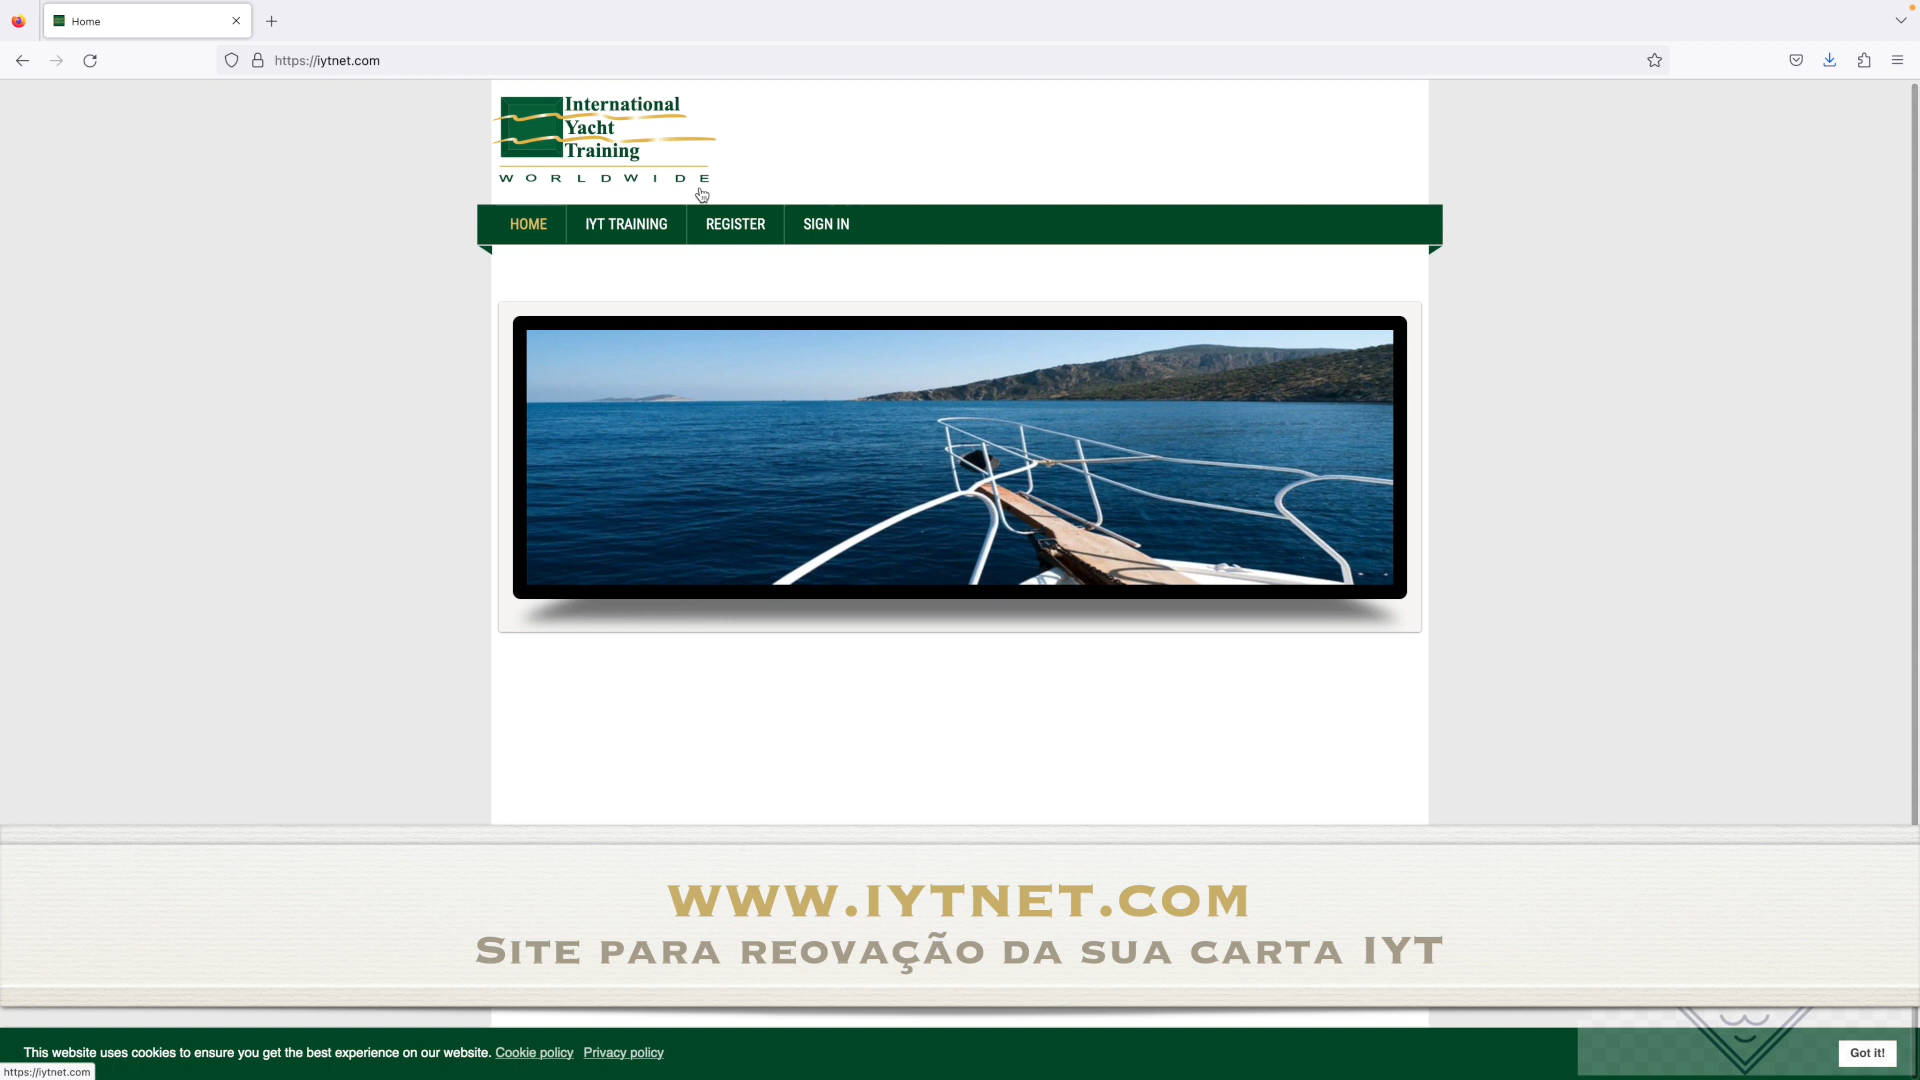 Home
https://iytnet.com
International
Yacht
Training
WORLDWIDE
HOME
IYT TRAINING
REGISTER
SIGN IN
WWW.IYTNET.COM
SITE PARA REOVAÇÃO DA SUA CARTA IYT
This website uses cookies to ensure you get the best experience on our website. Cookie policy Privacy policy
Got it!
https://iytnet.com